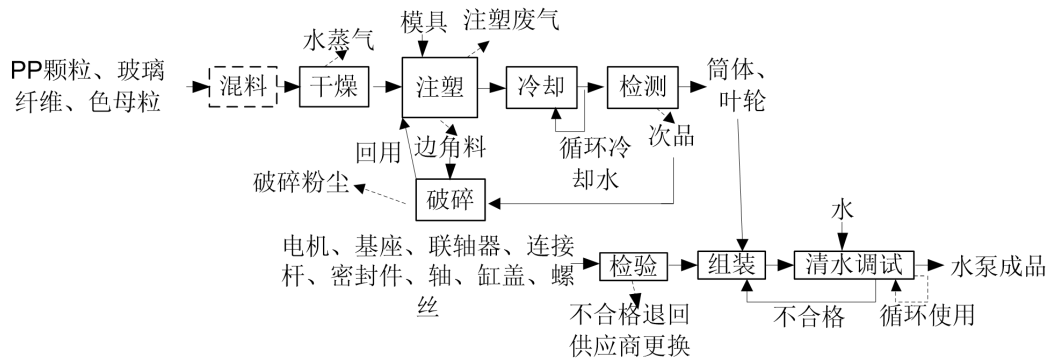 模具
注塑废气
水蒸气
PP颗粒、玻璃
纤维、色母粒
混料
干燥
注塑
冷却
检测
筒体、
叶轮
回用
边角料
循环冷
却水
次品
破碎粉尘
破碎
电机、基座、联轴器、连接
杆、密封件、轴、缸盖、螺
丝
检验
组装
水
清水调试
水泵成品
不合格退回
供应商更换
不合格
循环使用